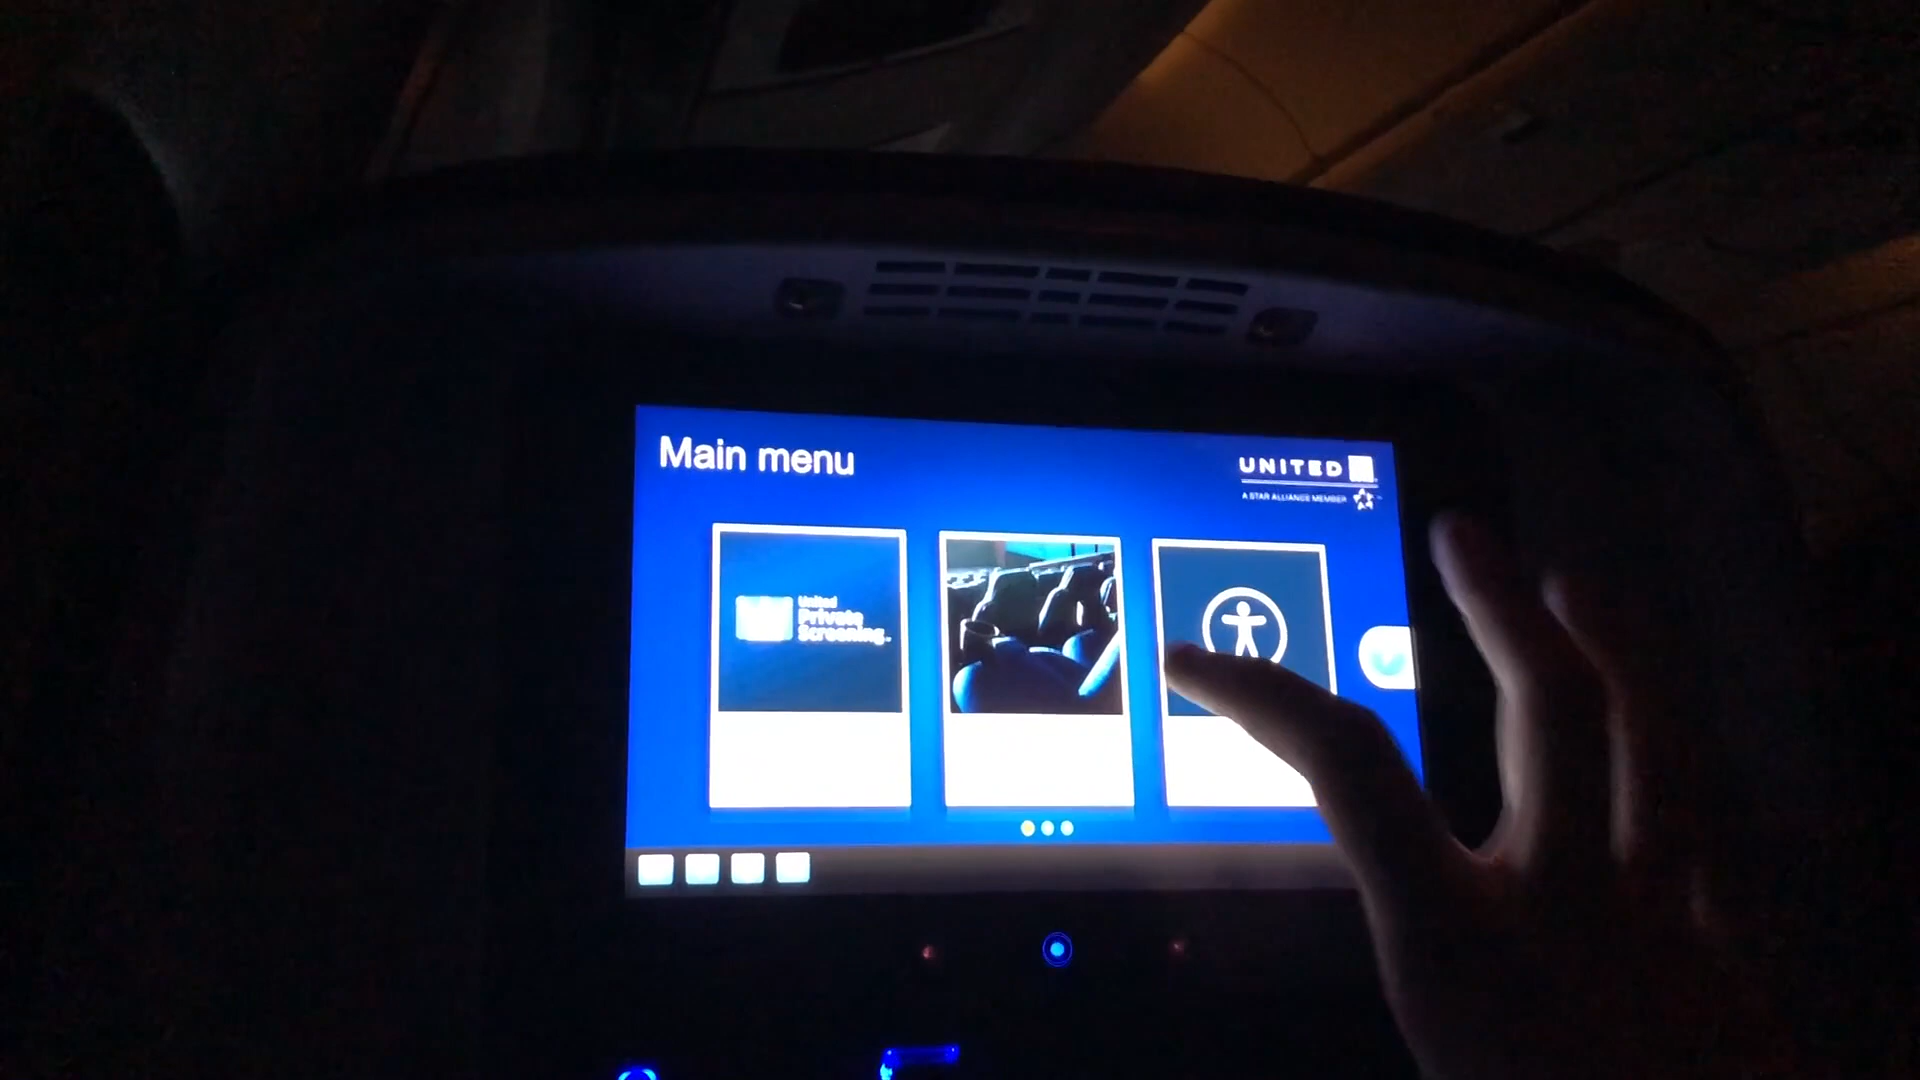 Main menu
UNITED
A STAR ALLIANCE MEMBER
United
Private
Screening